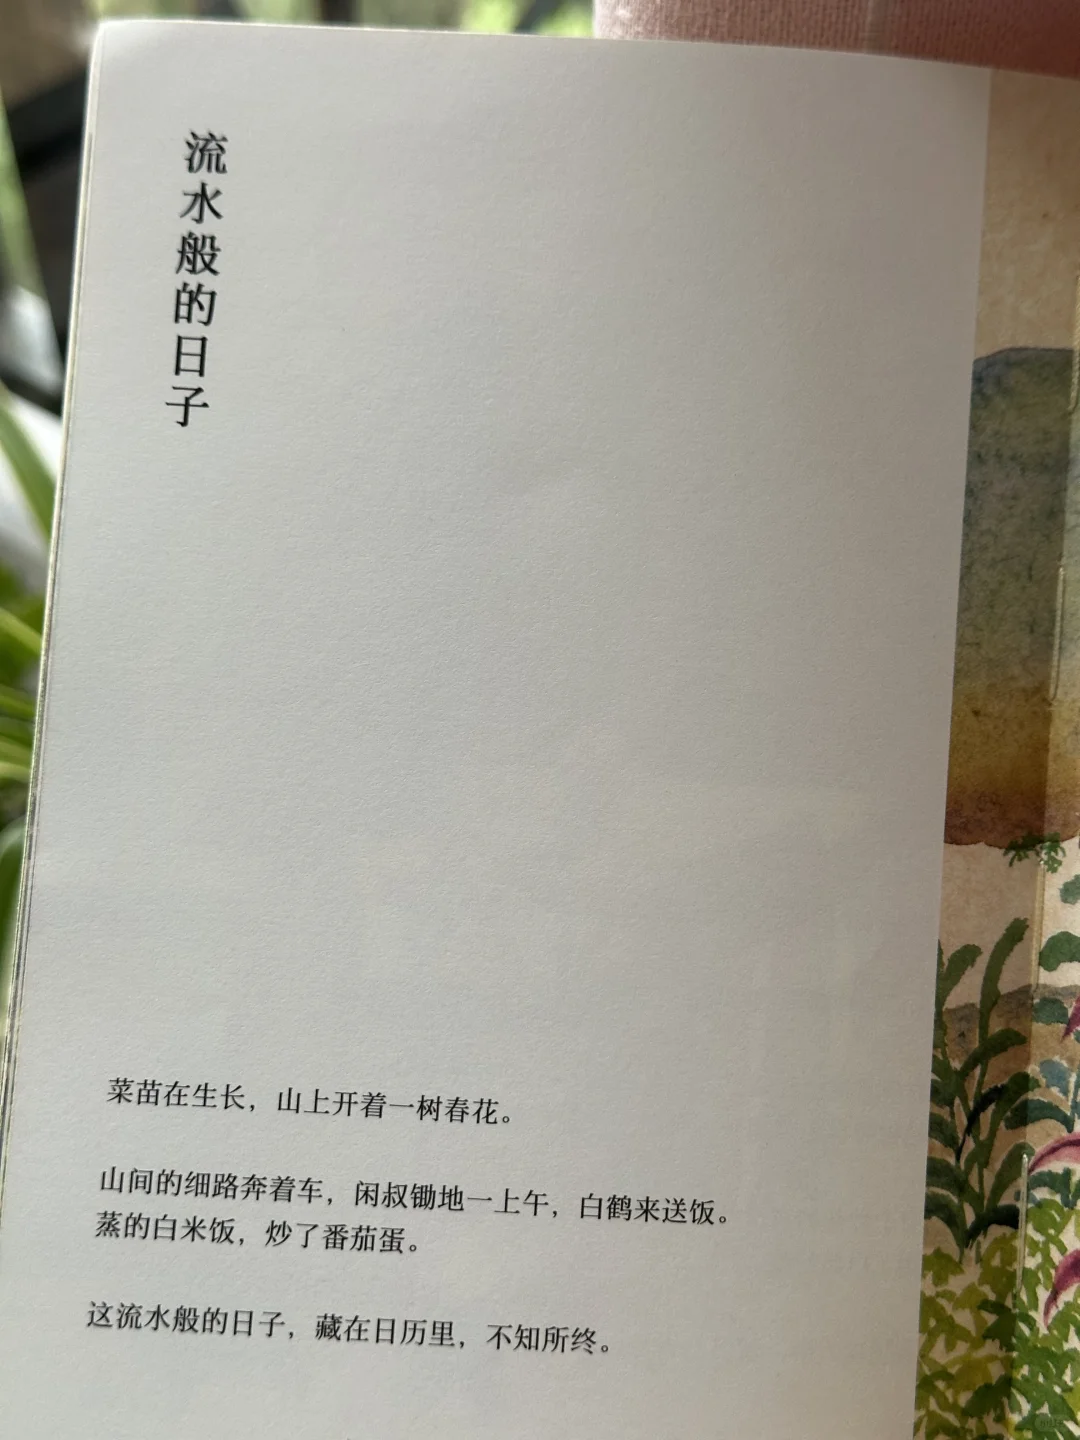 流水般的日子
菜苗在生长，山上开着一树春花。
山间的细路奔着车，闲叔锄地一上午，白鹤来送饭。
蒸的白米饭，炒了番茄蛋。
这流水般的日子，藏在日历里，不知所终。